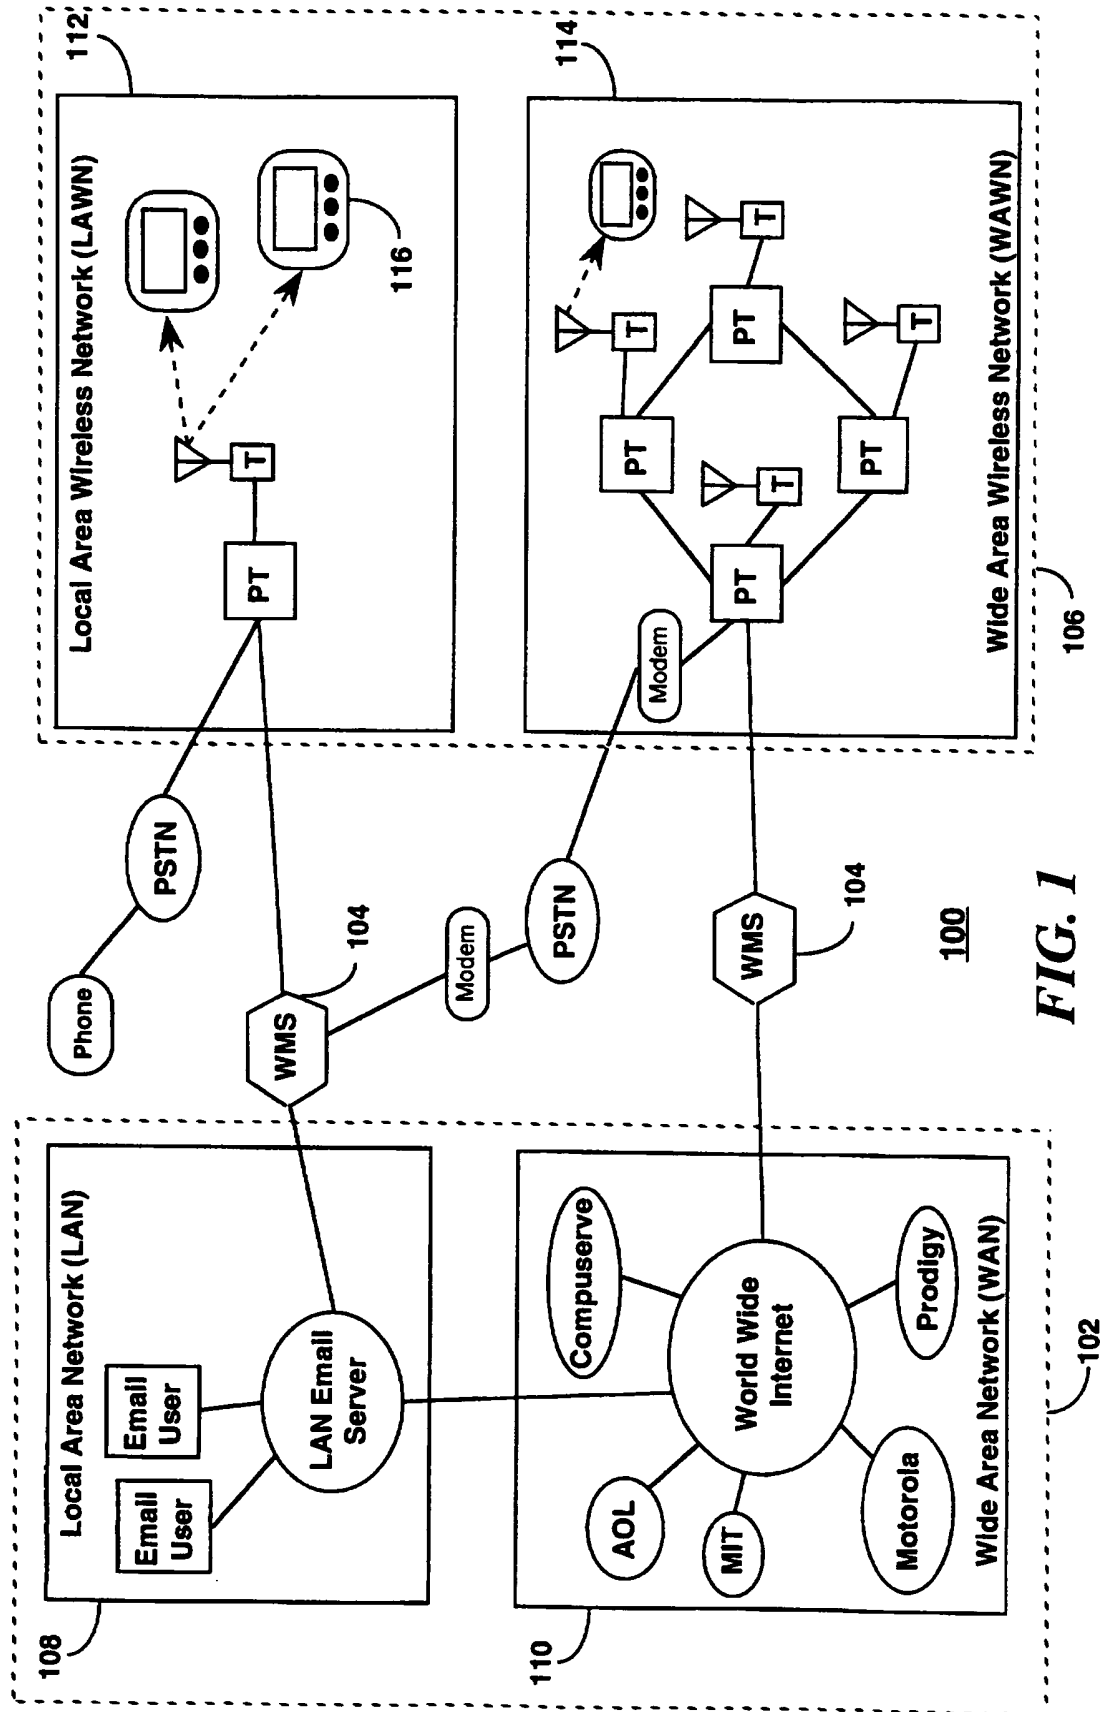 108
Local Area Network (LAN)
Email
User
Email
User
LAN Email
Server
Phone
PSTN
WMS
104
Modem
PSTN
Local Area Wireless Network (LAWN)
112
PT
T
116
110
AOL
MIT
Motorola
World Wide
Internet
Compuserve
Prodigy
Wide Area Network (WAN)
102
WMS
104
114
Modem
PT
T
PT
T
PT
T
PT
T
Wide Area Wireless Network (WAWN)
106
100
FIG. 1